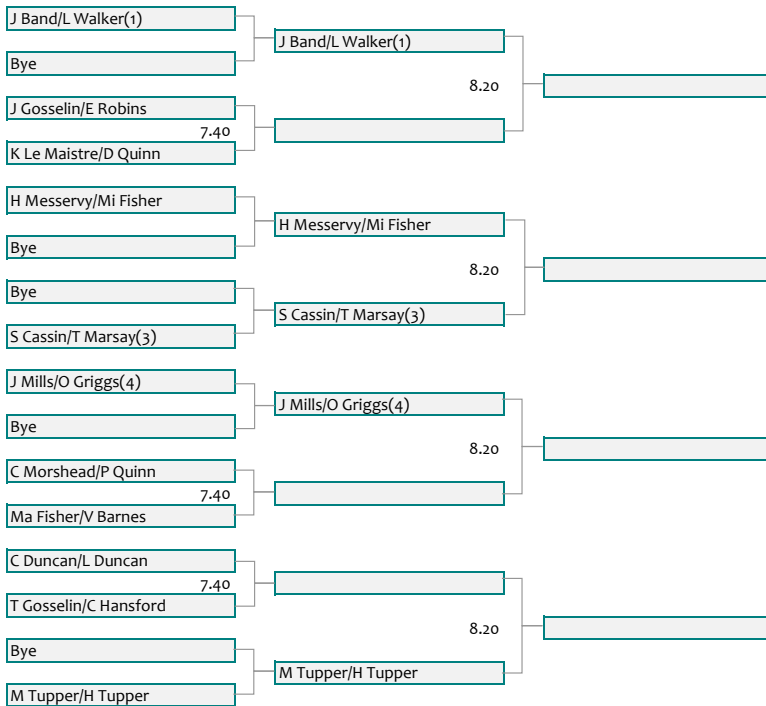 J Band/L Walker(1)
Bye
J Gosselin/E Robins
7.40
K Le Maistre/D Quinn
H Messervy/Mi Fisher
Bye
Bye
S Cassin/T Marsay(3)
J Mills/O Griggs(4)
Bye
C Morshead/P Quinn
7.40
Ma Fisher/V Barnes
C Duncan/L Duncan
7.40
T Gosselin/C Hansford
Bye
M Tupper/H Tupper
J Band/L Walker(1)
8.20
H Messervy/Mi Fisher
8.20
S Cassin/T Marsay(3)
J Mills/O Griggs(4)
8.20
8.20
M Tupper/H Tupper